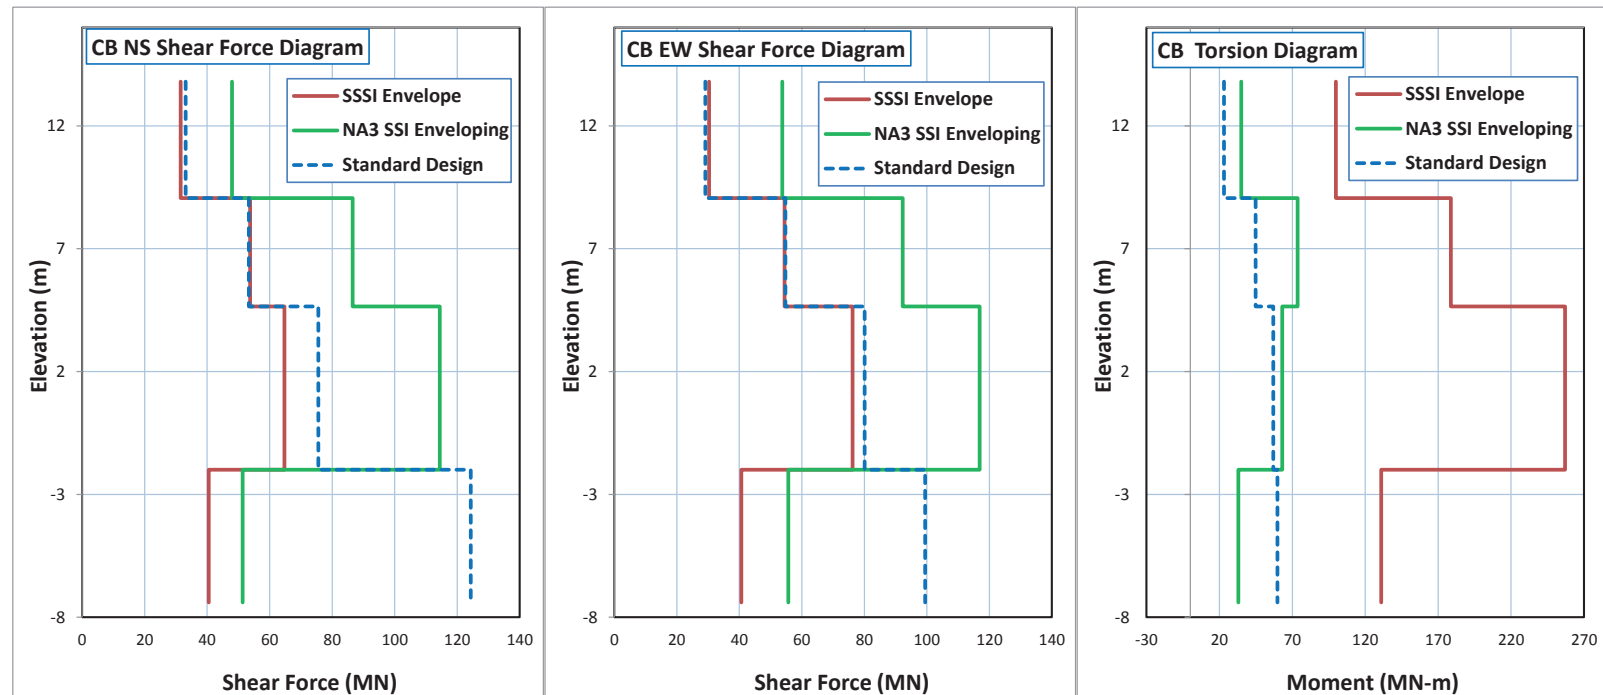 CB NS Shear Force Diagram
SSSI Envelope
NA3 SSI Enveloping
Standard Design
Elevation (m)
12
7
2
-3
-8
0 20 40 60 80 100 120 140
Shear Force (MN)
CB EW Shear Force Diagram
SSSI Envelope
NA3 SSI Enveloping
Standard Design
Elevation (m)
12
7
2
-3
-8
0 20 40 60 80 100 120 140
Shear Force (MN)
CB Torsion Diagram
SSSI Envelope
NA3 SSI Enveloping
Standard Design
Elevation (m)
12
7
2
-3
-8
-30 20 70 120 170 220 270
Moment (MN-m)